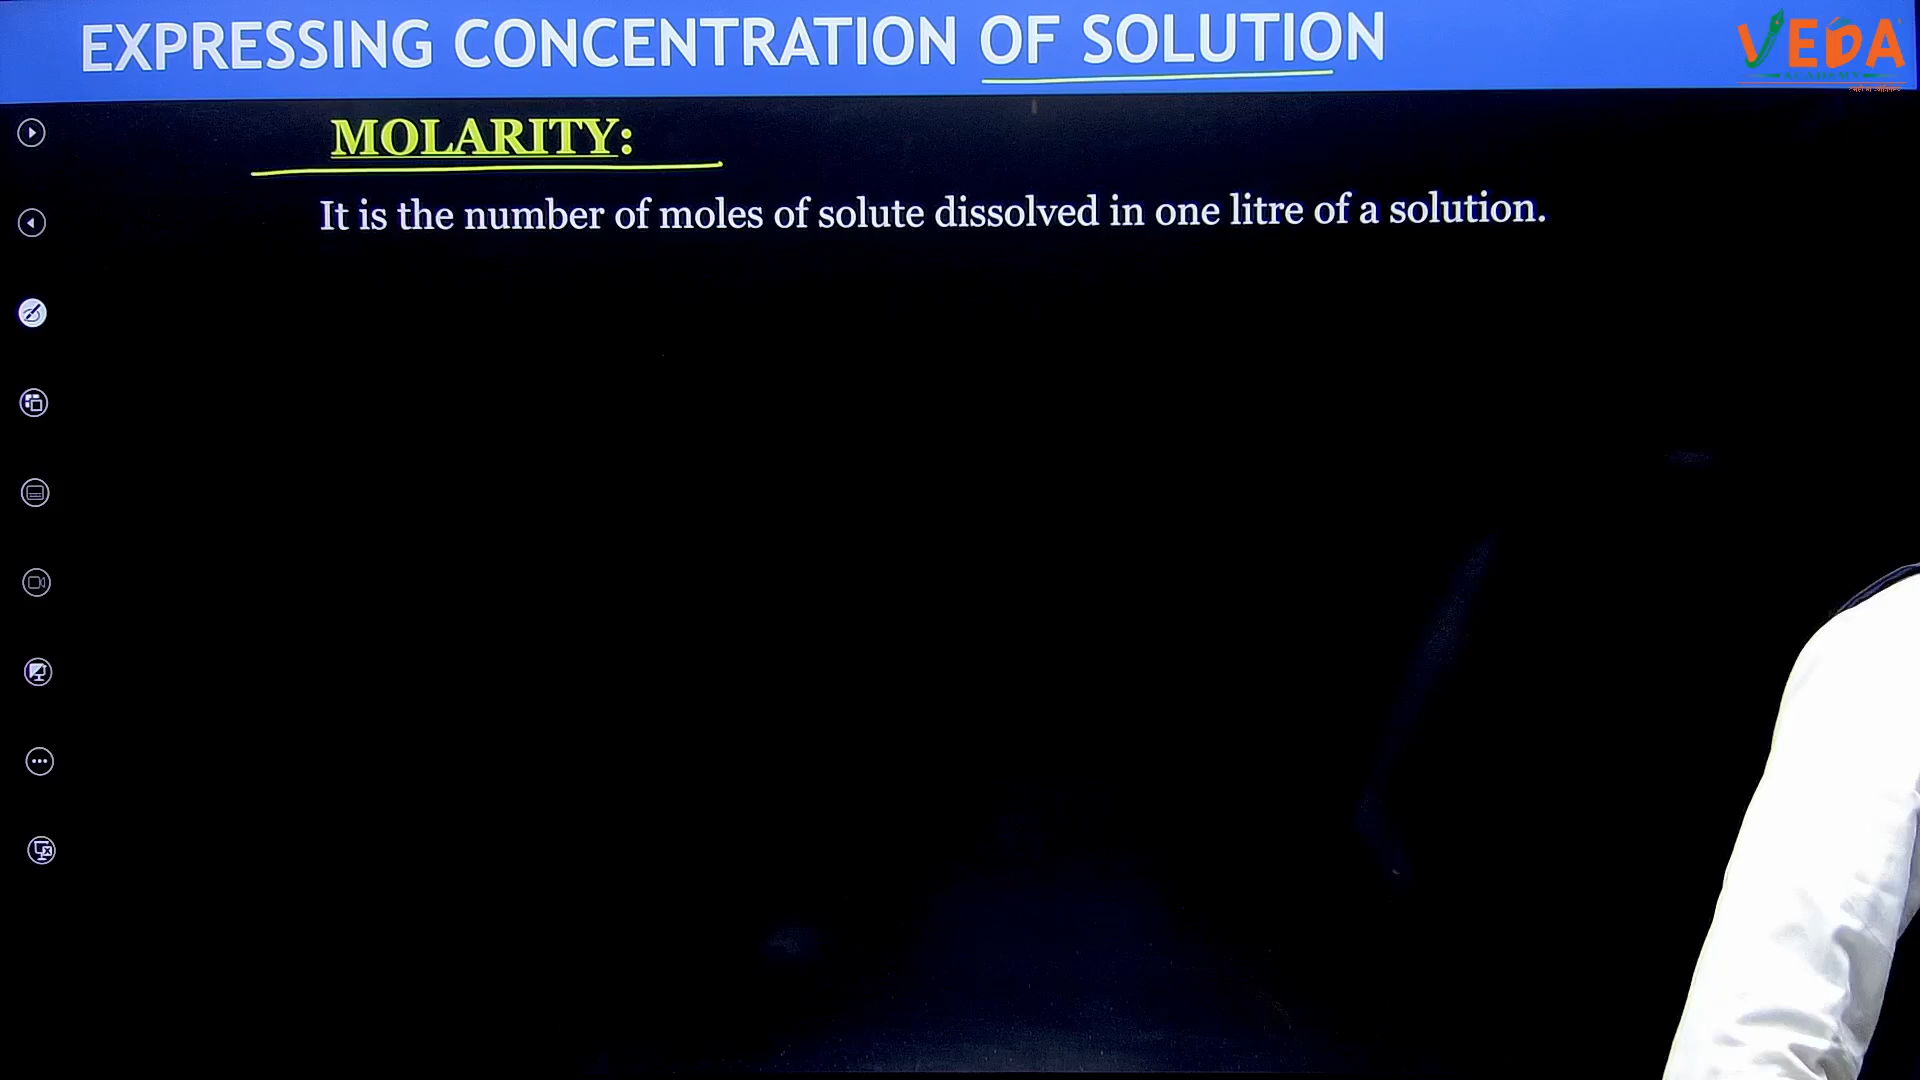 EXPRESSING CONCENTRATION OF SOLUTION
VEDA
ACADEMY
MOLARITY:
It is the number of moles of solute dissolved in one litre of a solution.